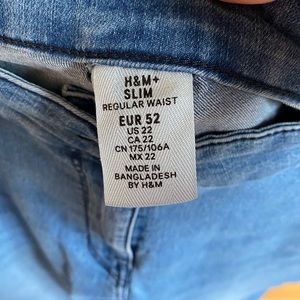 H&M+
SLIM
REGULAR WAIST
EUR 52
US 22
CA 22
CN 175/106A
MX 22
MADE IN
BANGLADESH
BY H&M